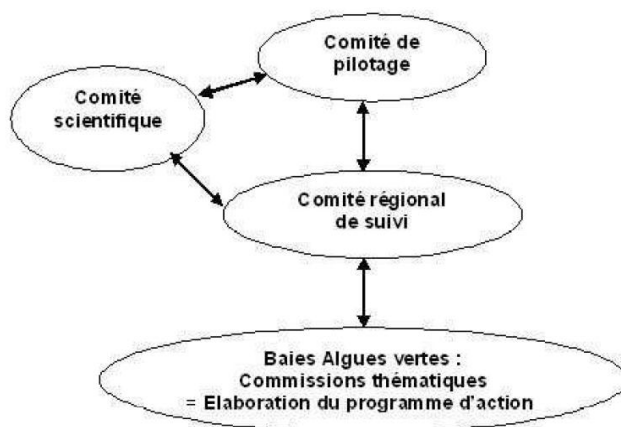 Comité de
pilotage
Comité
scientifique
Comité régional
de suivi
Baies Algues vertes :
Commissions thématiques
= Elaboration du programme d'action